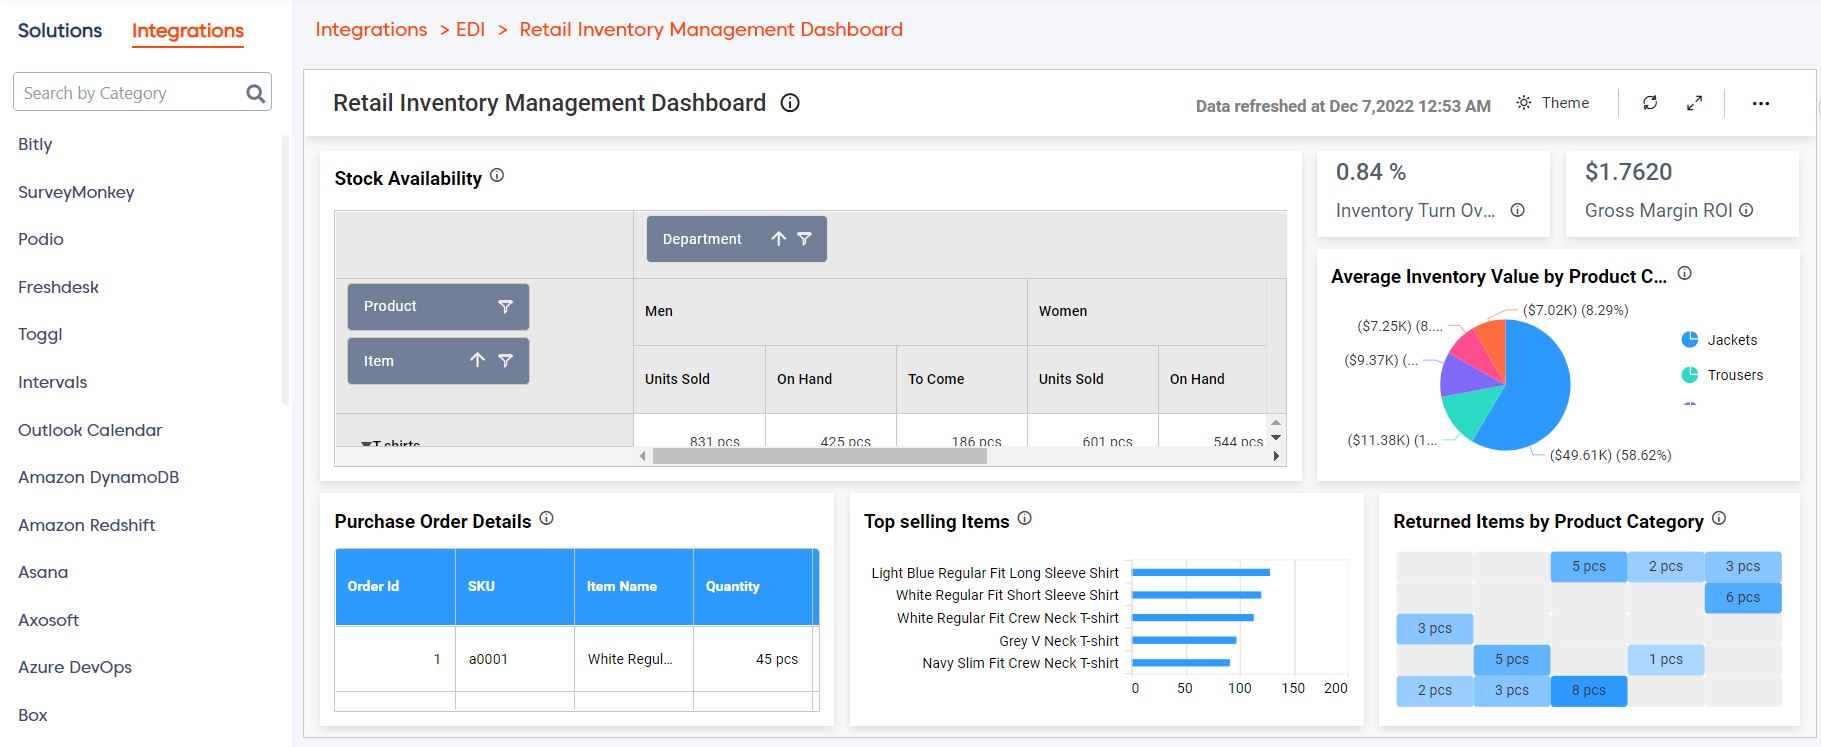 Solutions
Integrations
Search by Category
Bitly
SurveyMonkey
Podio
Freshdesk
Toggl
Intervals
Outlook Calendar
Amazon DynamoDB
Amazon Redshift
Asana
Axosoft
Azure DevOps
Box
Integrations > EDI > Retail Inventory Management Dashboard
Retail Inventory Management Dashboard
Data refreshed at Dec 7,2022 12:53 AM
Theme
Stock Availability
Department
Product
Item
Men
Women
Units Sold
On Hand
To Come
Units Sold
On Hand
T-shirts
831 pcs
425 pcs
186 pcs
601 pcs
544 pcs
0.84 %
Inventory Turn Ov...
$1.7620
Gross Margin ROI
Average Inventory Value by Product C...
($7.02K) (8.29%)
($7.25K) (8....
($9.37K) (...
($11.38K) (1...
($49.61K) (58.62%)
Jackets
Trousers
Purchase Order Details
Order Id
SKU
Item Name
Quantity
1
a0001
White Regul...
45 pcs
Top selling Items
Light Blue Regular Fit Long Sleeve Shirt
White Regular Fit Short Sleeve Shirt
White Regular Fit Crew Neck T-shirt
Grey V Neck T-shirt
Navy Slim Fit Crew Neck T-shirt
0 50 100 150 200
Returned Items by Product Category
5 pcs 2 pcs 3 pcs
6 pcs
3 pcs
5 pcs 1 pcs
2 pcs 3 pcs 8 pcs